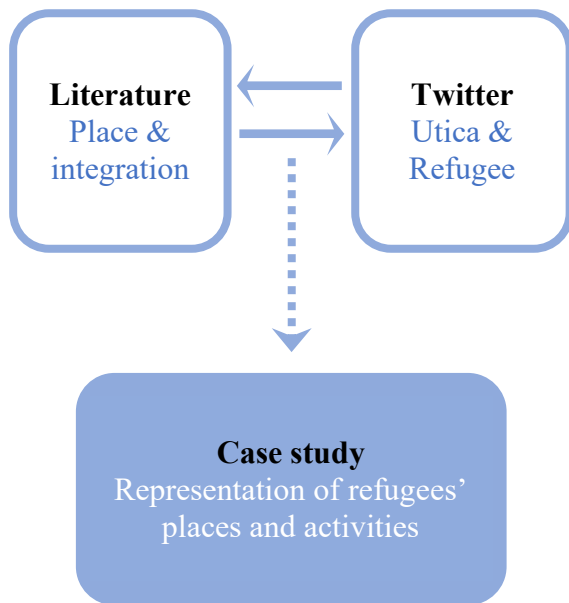 Literature
Place &
integration
Twitter
Utica &
Refugee
Case study
Representation of refugees’
places and activities